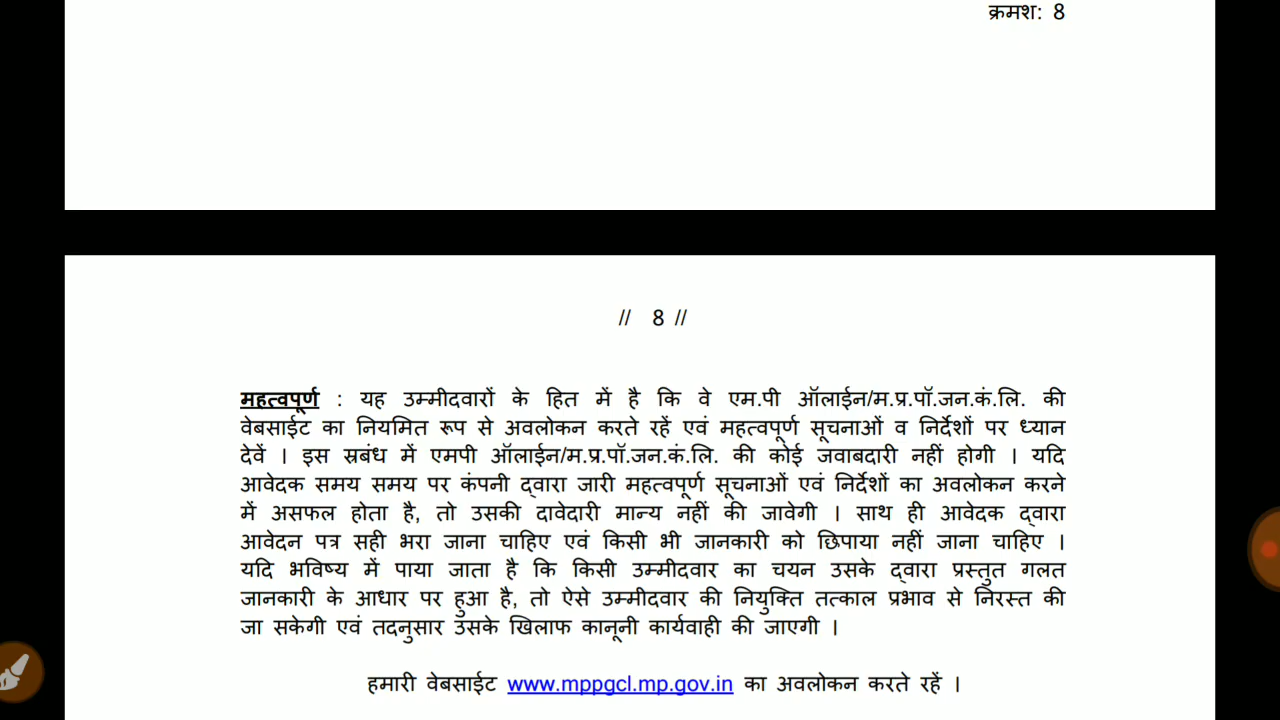 क्रमश: 8
// 8 //
महत्वपूर्ण : यह उम्मीदवारों के हित में है कि वे एम.पी ऑलाईन/म.प्र.पॉ.जन.कं.लि. की
वेबसाईट का नियमित रूप से अवलोकन करते रहें एवं महत्वपूर्ण सूचनाओं व निर्देशों पर ध्यान
देवें । इस स्रबंध में एमपी ऑलाईन/म.प्र.पॉ.जन.कं.लि. की कोई जवाबदारी नहीं होगी । यदि
आवेदक समय समय पर कंपनी द्वारा जारी महत्वपूर्ण सूचनाओं एवं निर्देशों का अवलोकन करने
में असफल होता है, तो उसकी दावेदारी मान्य नहीं की जावेगी । साथ ही आवेदक द्वारा
आवेदन पत्र सही भरा जाना चाहिए एवं किसी भी जानकारी को छिपाया नहीं जाना चाहिए ।
यदि भविष्य में पाया जाता है कि किसी उम्मीदवार का चयन उसके द्वारा प्रस्तुत गलत
जानकारी के आधार पर हुआ है, तो ऐसे उम्मीदवार की नियुक्ति तत्काल प्रभाव से निरस्त की
जा सकेगी एवं तदनुसार उसके खिलाफ कानूनी कार्यवाही की जाएगी ।
हमारी वेबसाईट www.mppgcl.mp.gov.in का अवलोकन करते रहें ।